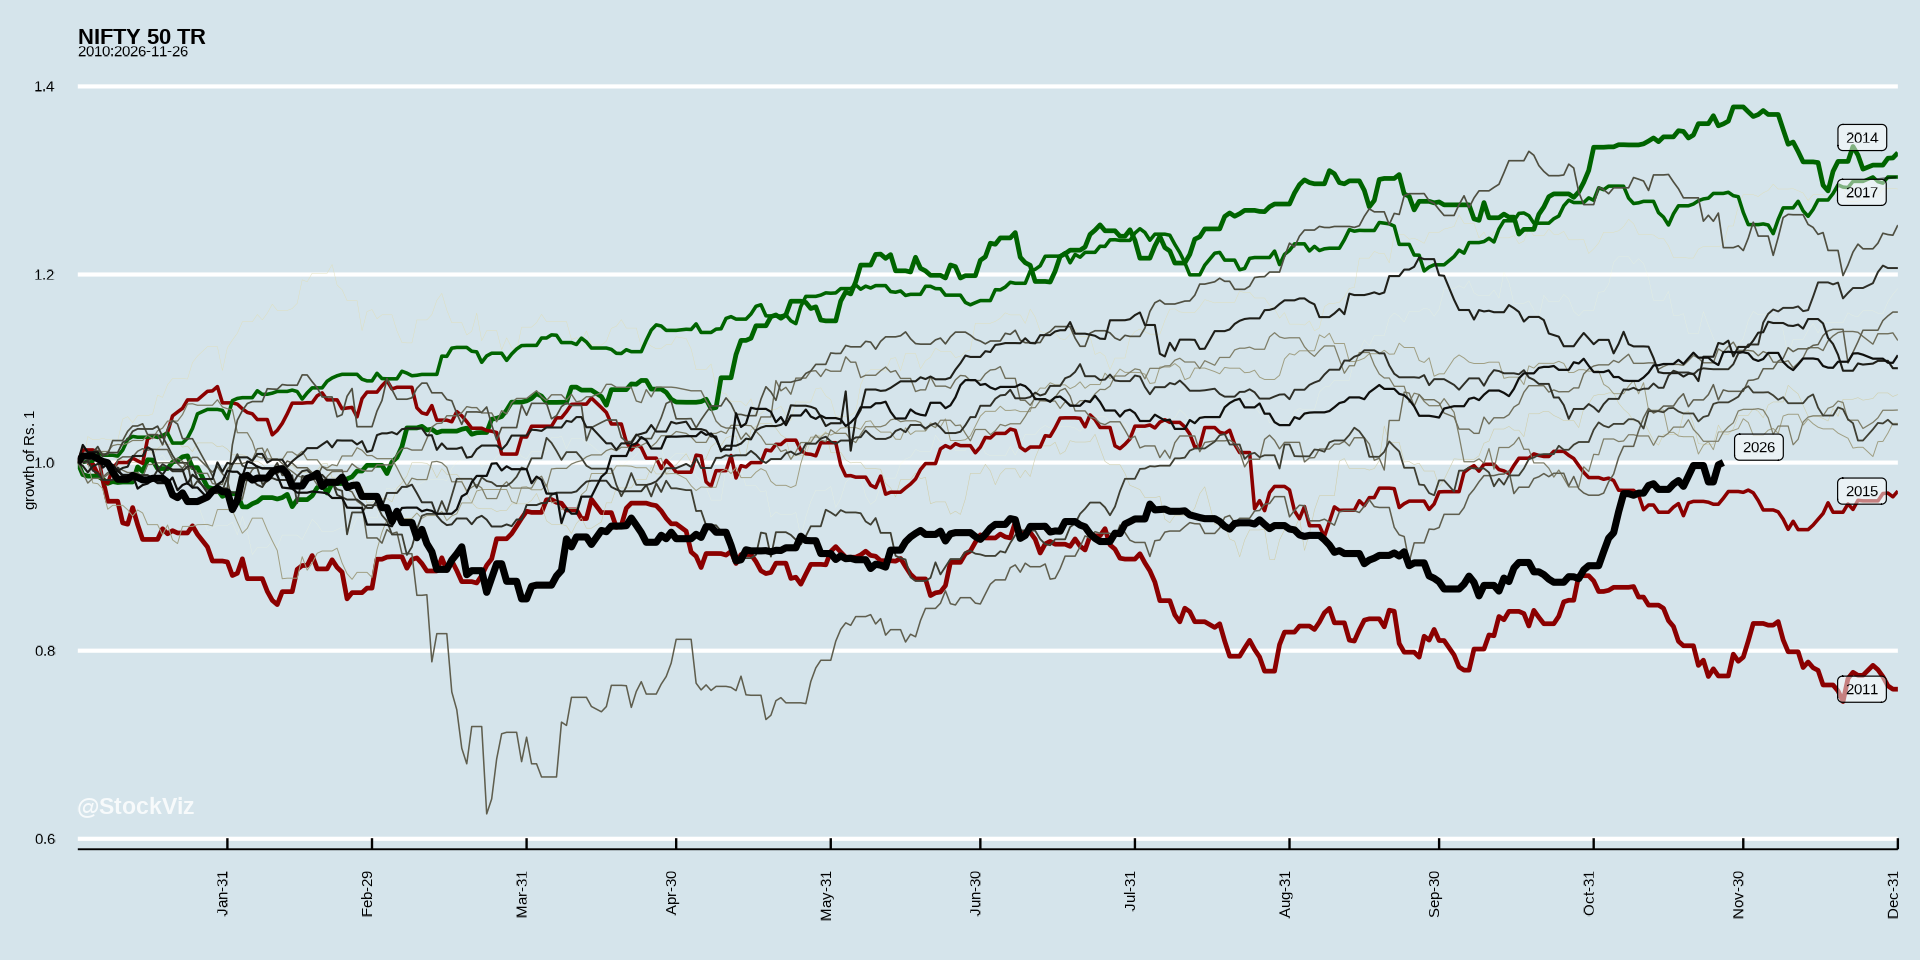 NIFTY 50 TR
2010:2026-11-26
1.4
1.2
1.0
0.8
0.6
growth of Rs. 1
2014
2017
2026
2015
2011
@StockViz
Jan-31
Feb-29
Mar-31
Apr-30
May-31
Jun-30
Jul-31
Aug-31
Sep-30
Oct-31
Nov-30
Dec-31